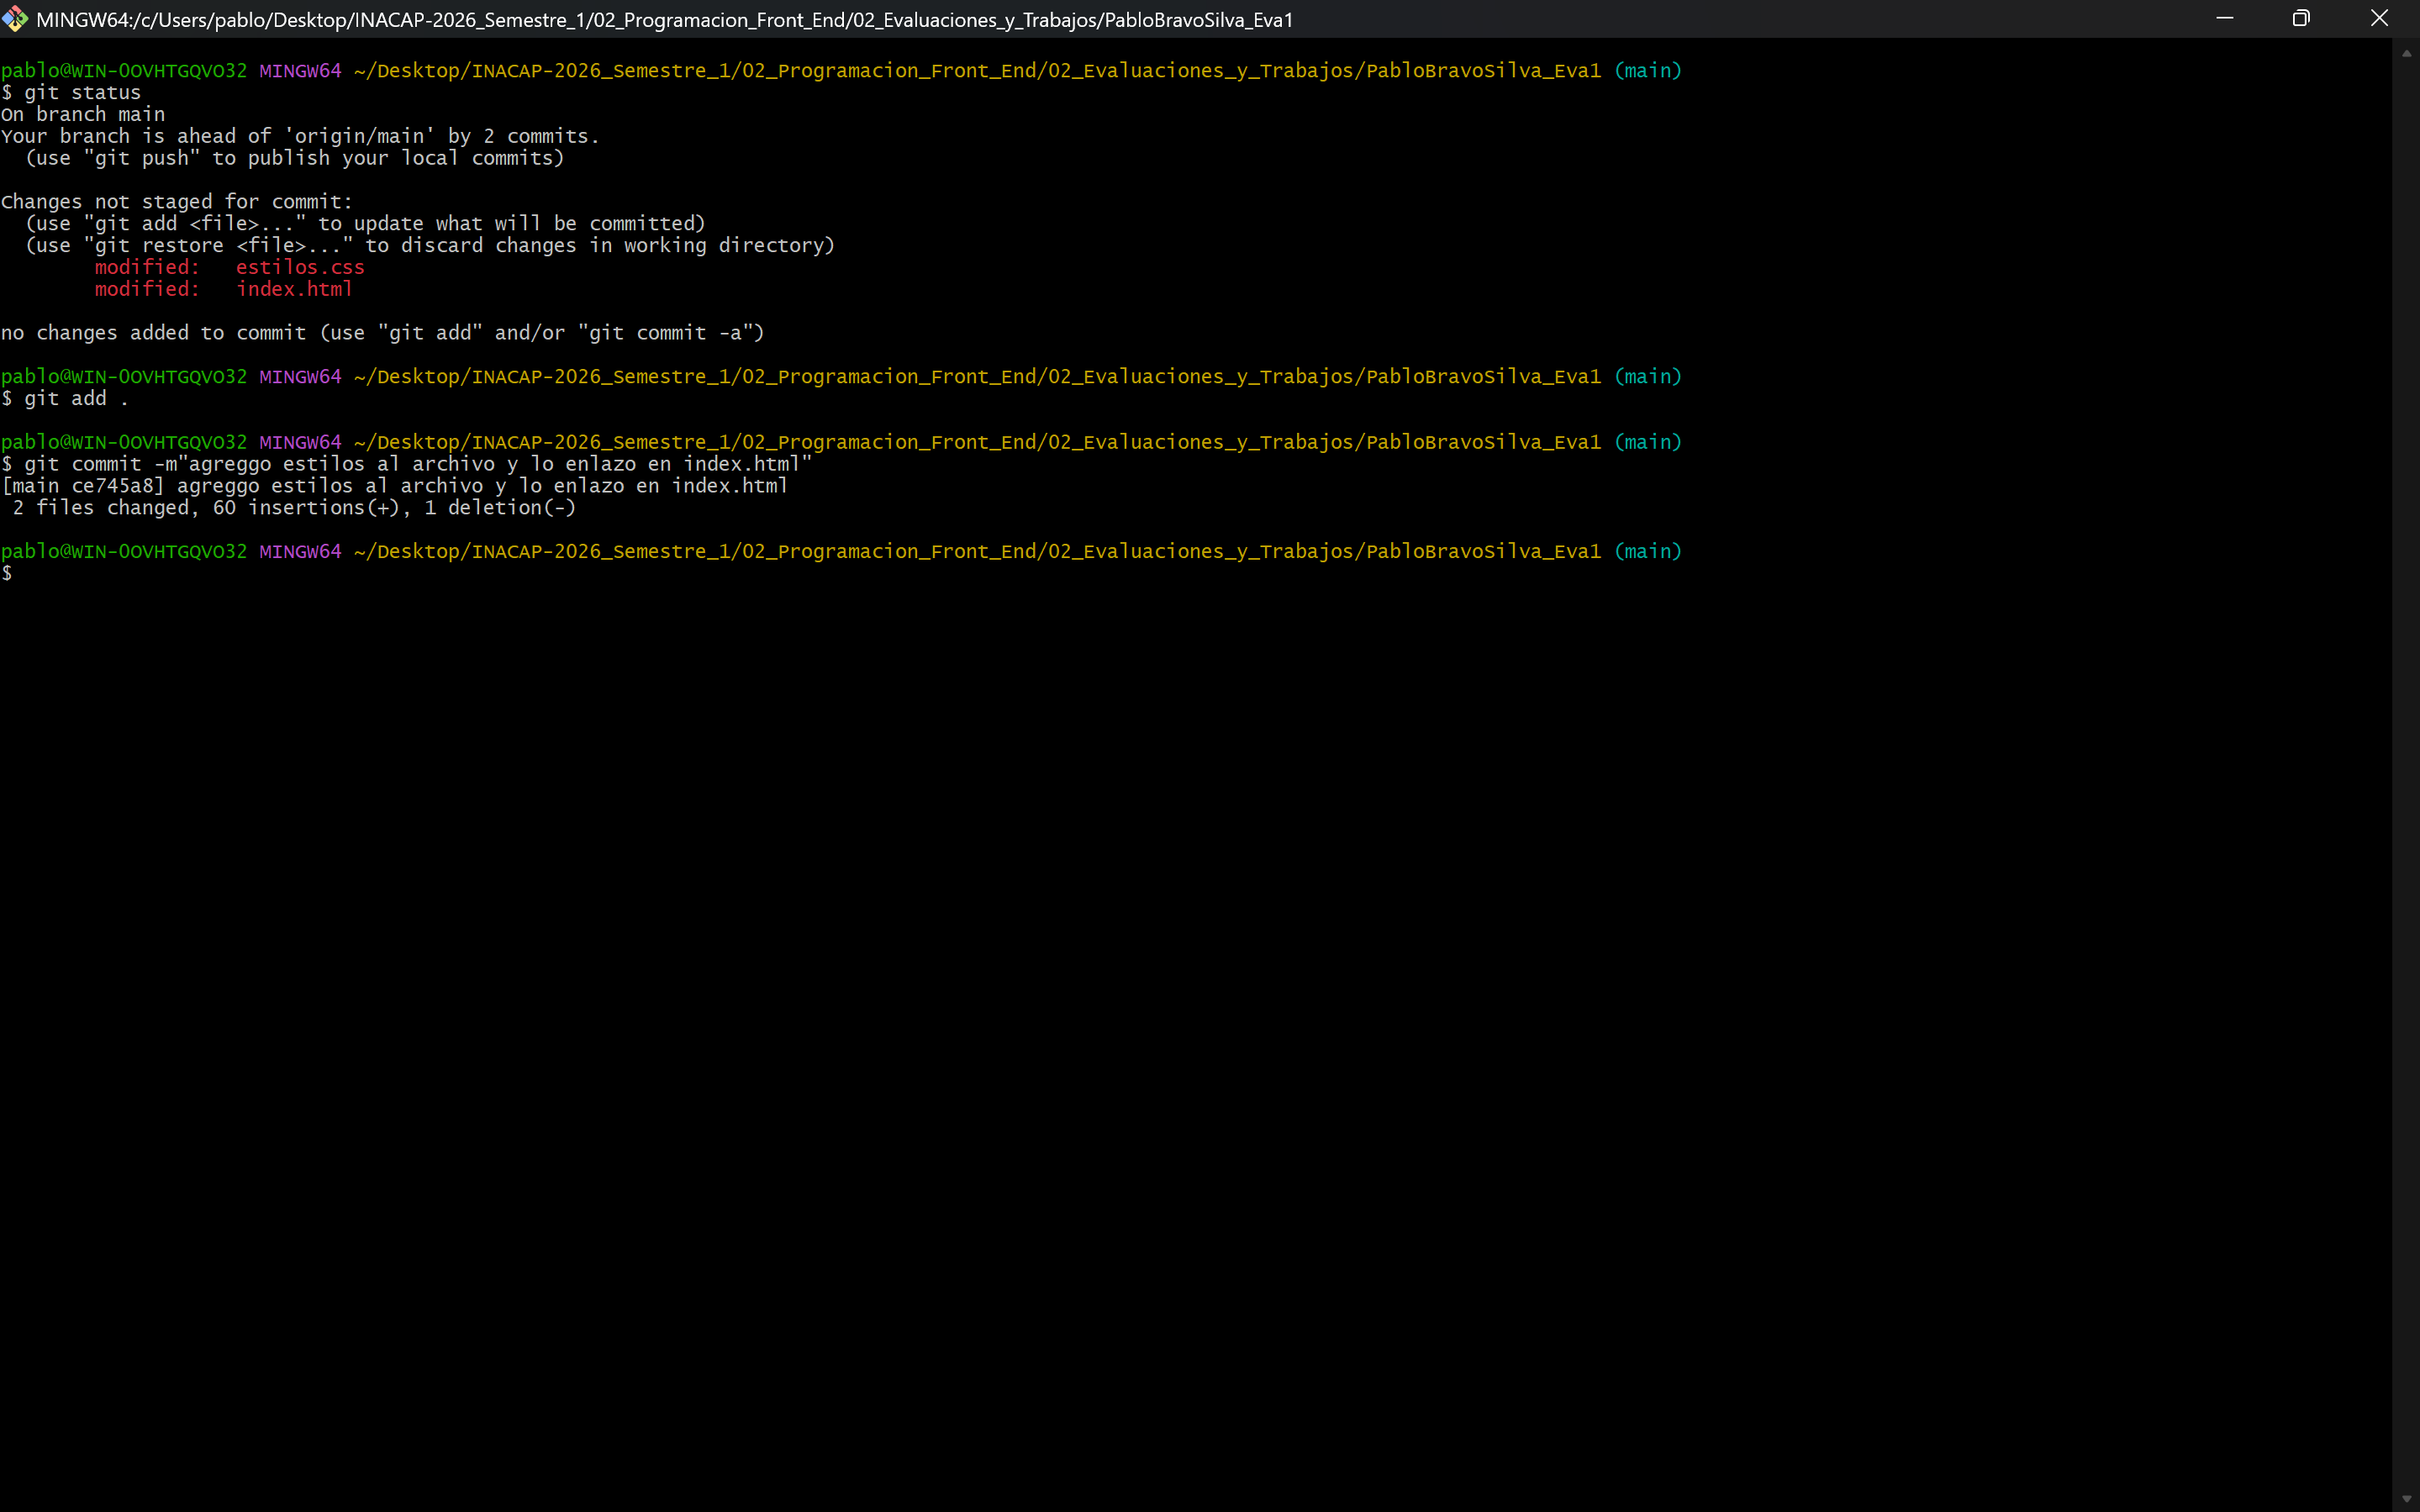 MINGW64:/c/Users/pablo/Desktop/INACAP-2026_Semestre_1/02_Programacion_Front_End/02_Evaluaciones_y_Trabajos/PabloBravoSilva_Eva1
pablo@WIN-OOVHTGQVO32 MINGW64 ~/Desktop/INACAP-2026_Semestre_1/02_Programacion_Front_End/02_Evaluaciones_y_Trabajos/PabloBravoSilva_Eva1 (main)
$ git status
On branch main
Your branch is ahead of 'origin/main' by 2 commits.
  (use "git push" to publish your local commits)
Changes not staged for commit:
  (use "git add <file>..." to update what will be committed)
  (use "git restore <file>..." to discard changes in working directory)
        modified:   estilos.css
        modified:   index.html
no changes added to commit (use "git add" and/or "git commit -a")
pablo@WIN-OOVHTGQVO32 MINGW64 ~/Desktop/INACAP-2026_Semestre_1/02_Programacion_Front_End/02_Evaluaciones_y_Trabajos/PabloBravoSilva_Eva1 (main)
$ git add .
pablo@WIN-OOVHTGQVO32 MINGW64 ~/Desktop/INACAP-2026_Semestre_1/02_Programacion_Front_End/02_Evaluaciones_y_Trabajos/PabloBravoSilva_Eva1 (main)
$ git commit -m"agreggo estilos al archivo y lo enlazo en index.html"
[main ce745a8] agreggo estilos al archivo y lo enlazo en index.html
 2 files changed, 60 insertions(+), 1 deletion(-)
pablo@WIN-OOVHTGQVO32 MINGW64 ~/Desktop/INACAP-2026_Semestre_1/02_Programacion_Front_End/02_Evaluaciones_y_Trabajos/PabloBravoSilva_Eva1 (main)
$